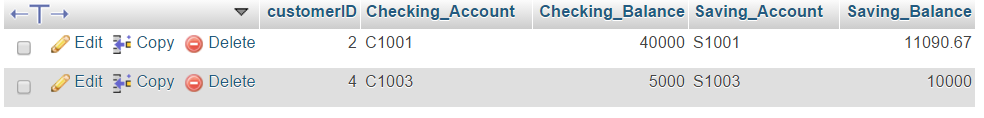 customerID Checking_Account Checking_Balance Saving_Account Saving_Balance
Edit Copy Delete 2 C1001 40000 S1001 11090.67
Edit Copy Delete 4 C1003 5000 S1003 10000